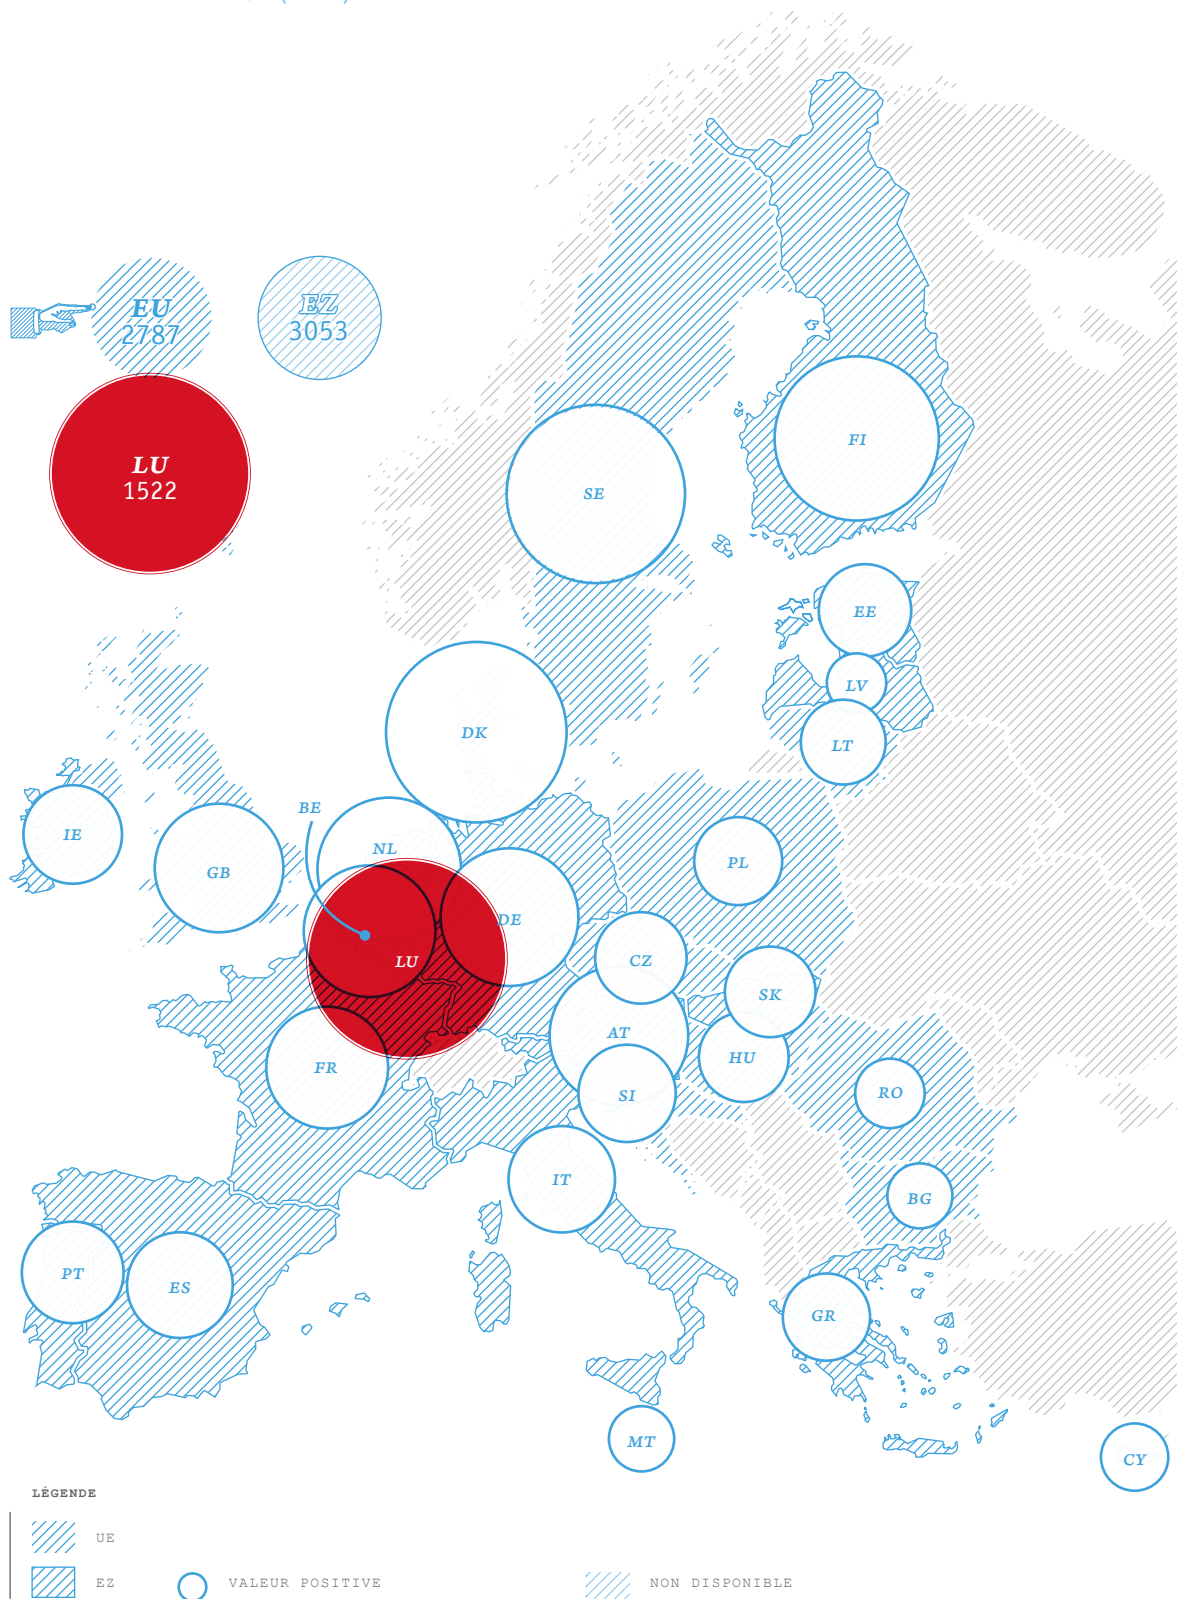 EU
2787
EZ
3053
LU
1522
FI
SE
EE
LV
LT
DK
BE
IE
GB
NL
PL
DE
LU
CZ
SK
AT
HU
FR
SI
RO
IT
BG
PT
ES
GR
MT
CY
LÉGENDE
UE
EZ
VALEUR POSITIVE
NON DISPONIBLE